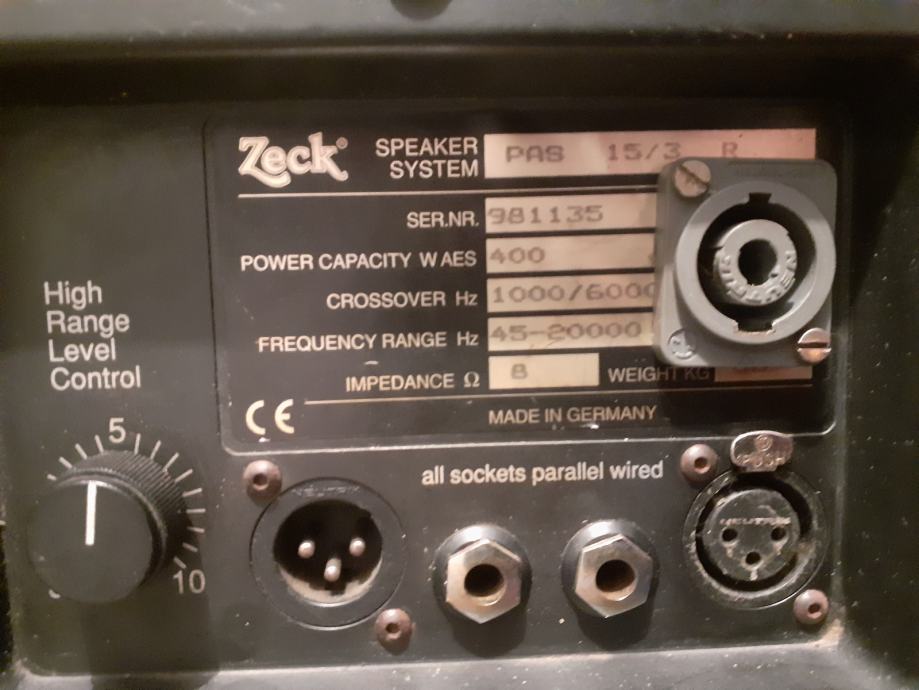 Zeck® SPEAKER SYSTEM PAS 15/3 R
SER.NR. 981135
POWER CAPACITY W AES 400
CROSSOVER Hz 1000/6000
FREQUENCY RANGE Hz 45-20000
IMPEDANCE Ω 8 WEIGHT KG
CE MADE IN GERMANY
High
Range
Level
Control
5
10
all sockets parallel wired
NEUTRIK
NEUTRIK
PUSH
NEUTRIK